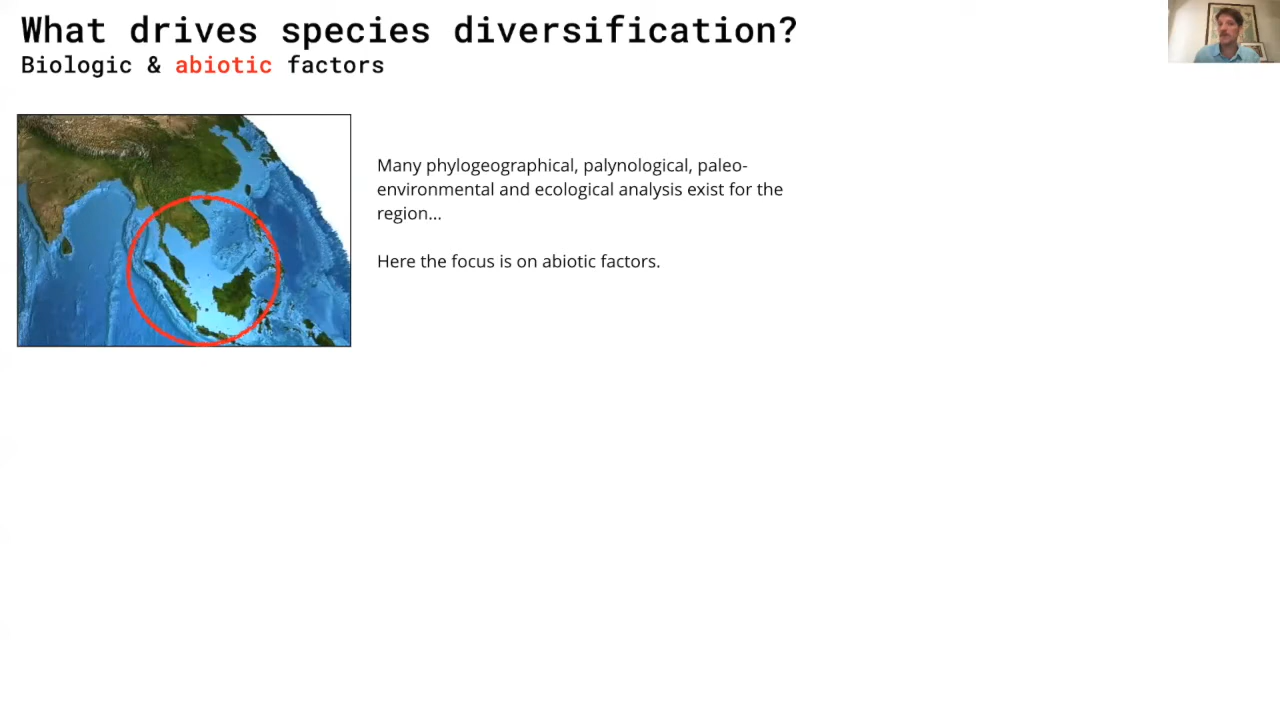 What drives species diversification?
Biologic & abiotic factors
Many phylogeographical, palynological, paleo-
environmental and ecological analysis exist for the
region...
Here the focus is on abiotic factors.